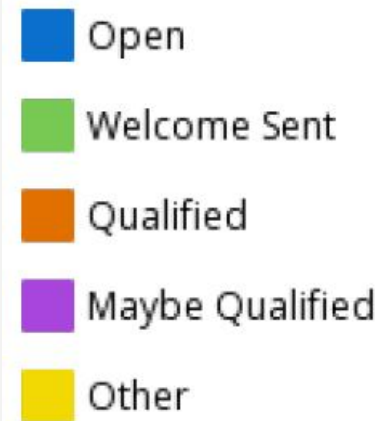 Open
Welcome Sent
Qualified
Maybe Qualified
Other